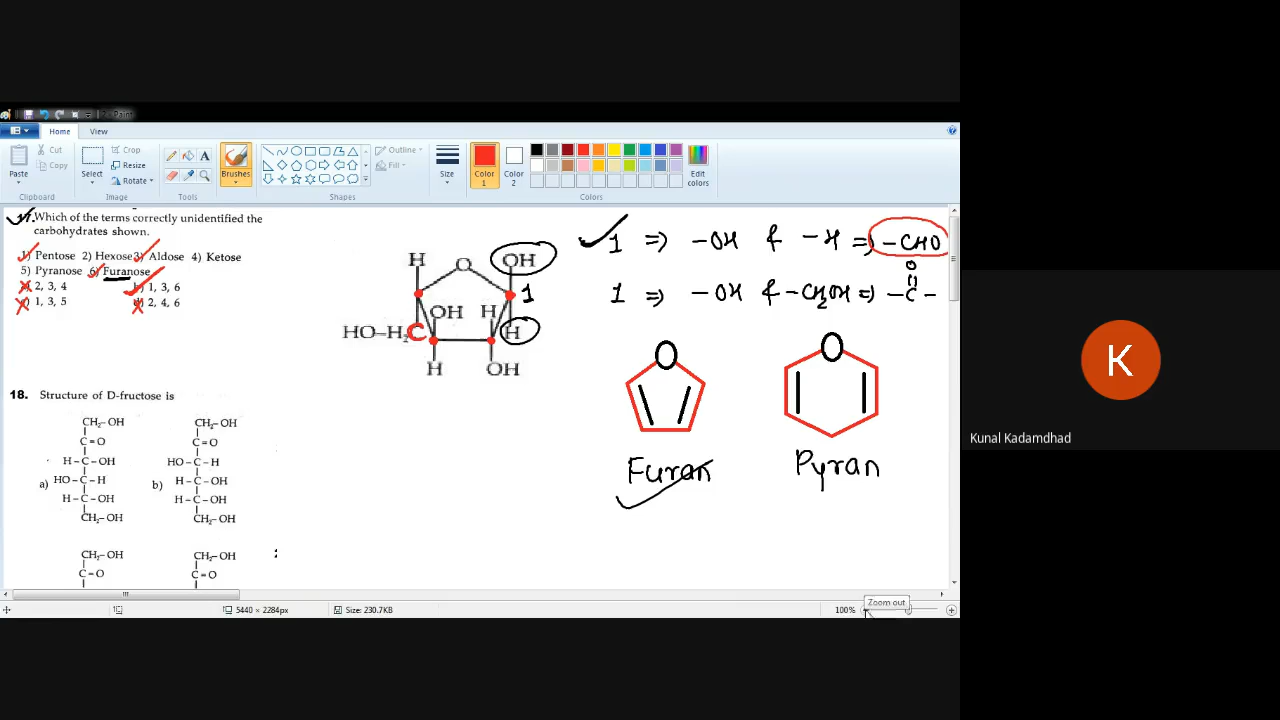 Paint
Home View
Paste
Cut
Copy
Clipboard
Select
Crop
Resize
Rotate
Image
Tools
Brushes
Shapes
Outline
Fill
Size
Color 1
Color 2
Edit colors
Colors
17. Which of the terms correctly unidentified the
carbohydrates shown.
1) Pentose 2) Hexose 3) Aldose 4) Ketose
5) Pyranose 6) Furanose
2, 3, 4 1, 3, 6
1, 3, 5 2, 4, 6
H O OH
1
OH H
HO–H₂C H
H OH
1 ⇒ –OH & –H ⇒ –CHO
O
1 ⇒ –OH & –CH₂OH ⇒ –C–
O O
Furan Pyran
18. Structure of D-fructose is
CH₂–OH CH₂–OH
C=O C=O
H–C–OH HO–C–H
a) HO–C–H b) H–C–OH
H–C–OH H–C–OH
CH₂–OH CH₂–OH
CH₂–OH CH₂–OH
C=O C=O
5440 × 2284px Size: 230.7KB 100%
Zoom out
K
Kunal Kadamdhad